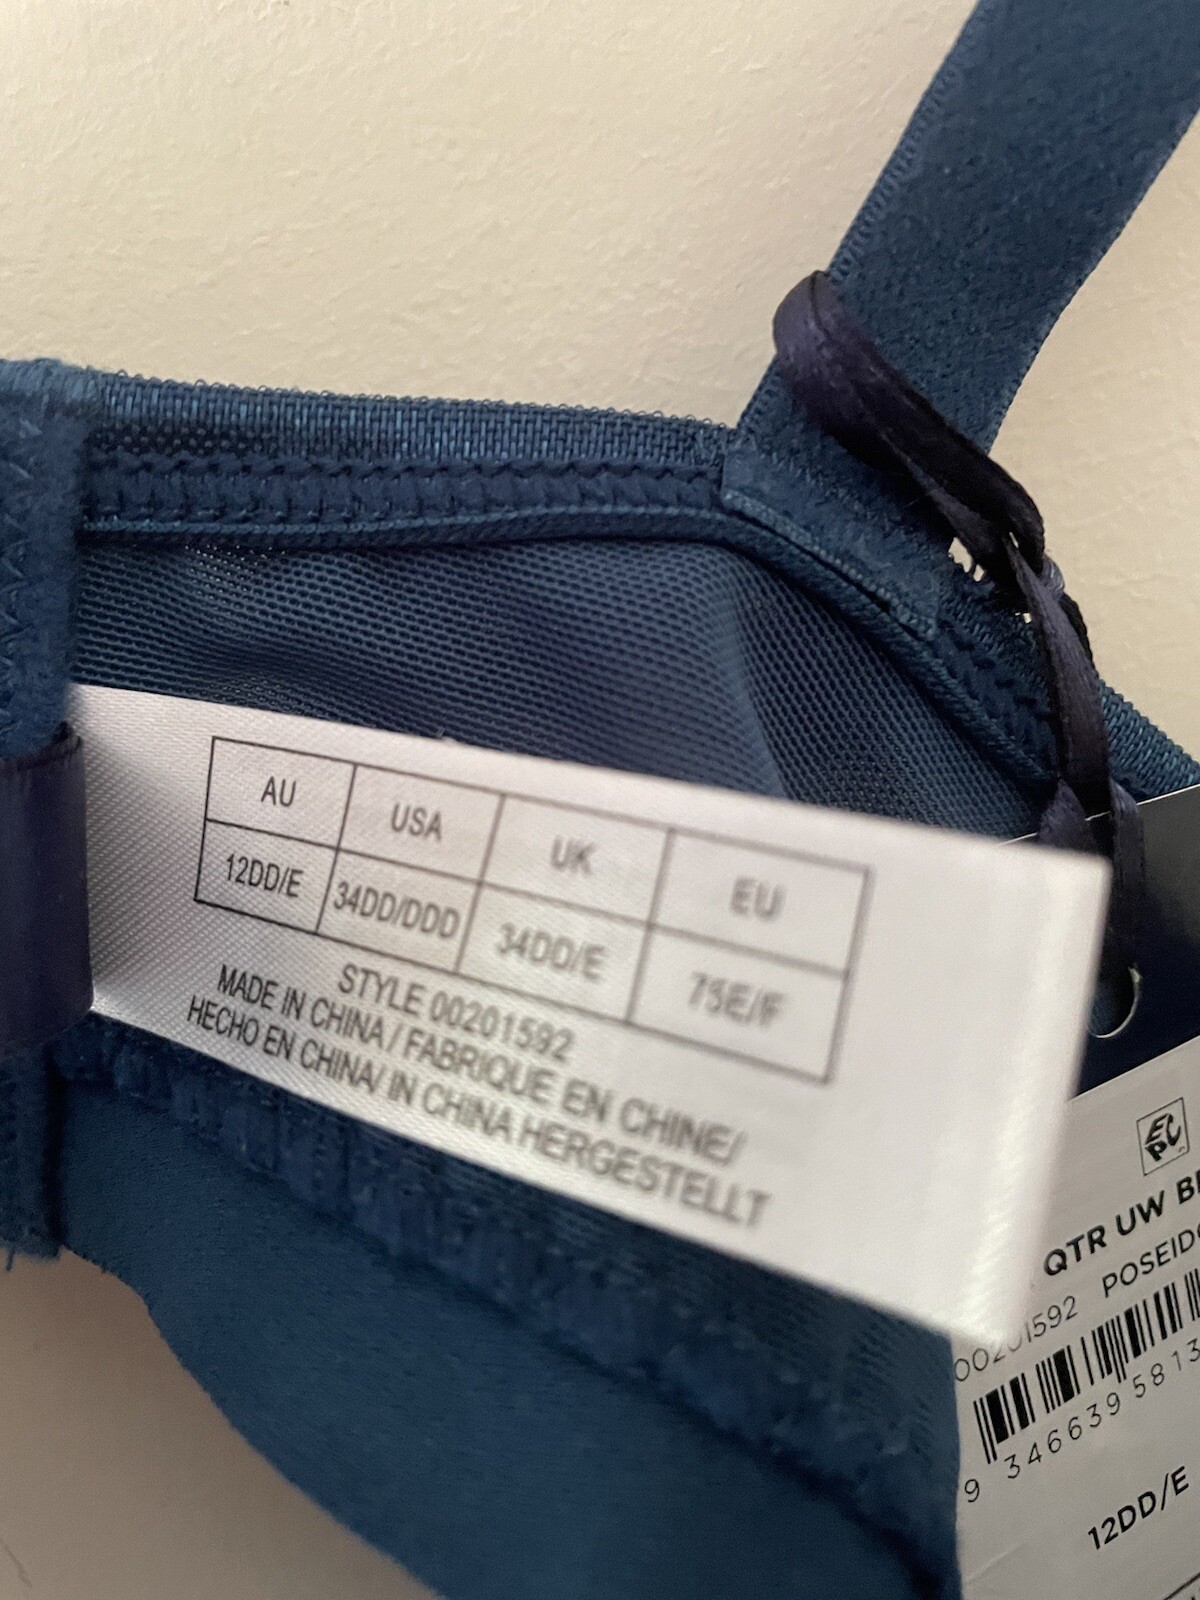 AU USA UK EU
12DD/E 34DD/DDD 34DD/E 75E/F
STYLE 00201592
MADE IN CHINA / FABRIQUE EN CHINE/
HECHO EN CHINA/ IN CHINA HERGESTELLT
QTR UW
00201592
9 346639 5813
12DD/E